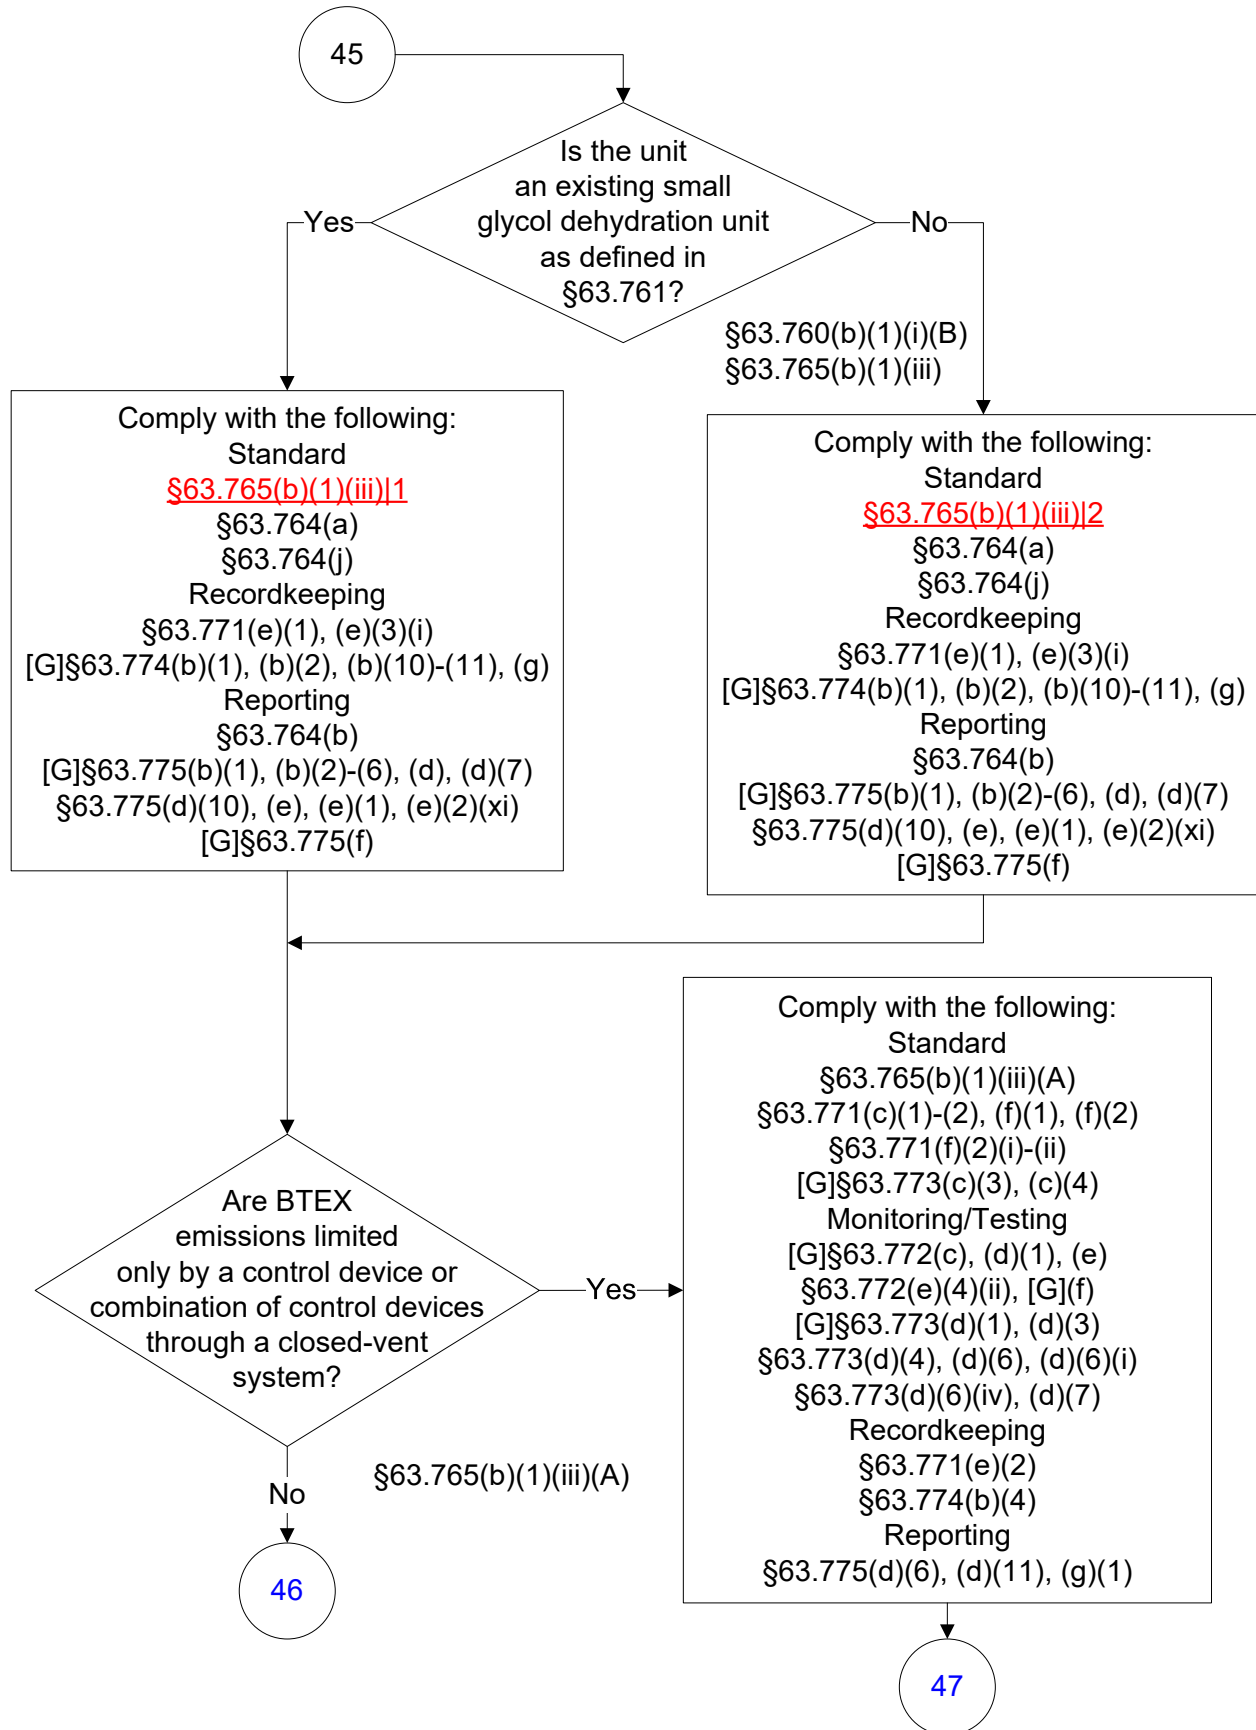 45
Is the unit
an existing small
glycol dehydration unit
as defined in
§63.761?
Yes
No
§63.760(b)(1)(i)(B)
§63.765(b)(1)(iii)
Comply with the following:
Standard
§63.765(b)(1)(iii)|1
§63.764(a)
§63.764(j)
Recordkeeping
§63.771(e)(1), (e)(3)(i)
[G]§63.774(b)(1), (b)(2), (b)(10)-(11), (g)
Reporting
§63.764(b)
[G]§63.775(b)(1), (b)(2)-(6), (d), (d)(7)
§63.775(d)(10), (e), (e)(1), (e)(2)(xi)
[G]§63.775(f)
Comply with the following:
Standard
§63.765(b)(1)(iii)|2
§63.764(a)
§63.764(j)
Recordkeeping
§63.771(e)(1), (e)(3)(i)
[G]§63.774(b)(1), (b)(2), (b)(10)-(11), (g)
Reporting
§63.764(b)
[G]§63.775(b)(1), (b)(2)-(6), (d), (d)(7)
§63.775(d)(10), (e), (e)(1), (e)(2)(xi)
[G]§63.775(f)
Are BTEX
emissions limited
only by a control device or
combination of control devices
through a closed-vent
system?
Yes
No
§63.765(b)(1)(iii)(A)
46
Comply with the following:
Standard
§63.765(b)(1)(iii)(A)
§63.771(c)(1)-(2), (f)(1), (f)(2)
§63.771(f)(2)(i)-(ii)
[G]§63.773(c)(3), (c)(4)
Monitoring/Testing
[G]§63.772(c), (d)(1), (e)
§63.772(e)(4)(ii), [G](f)
[G]§63.773(d)(1), (d)(3)
§63.773(d)(4), (d)(6), (d)(6)(i)
§63.773(d)(6)(iv), (d)(7)
Recordkeeping
§63.771(e)(2)
§63.774(b)(4)
Reporting
§63.775(d)(6), (d)(11), (g)(1)
47